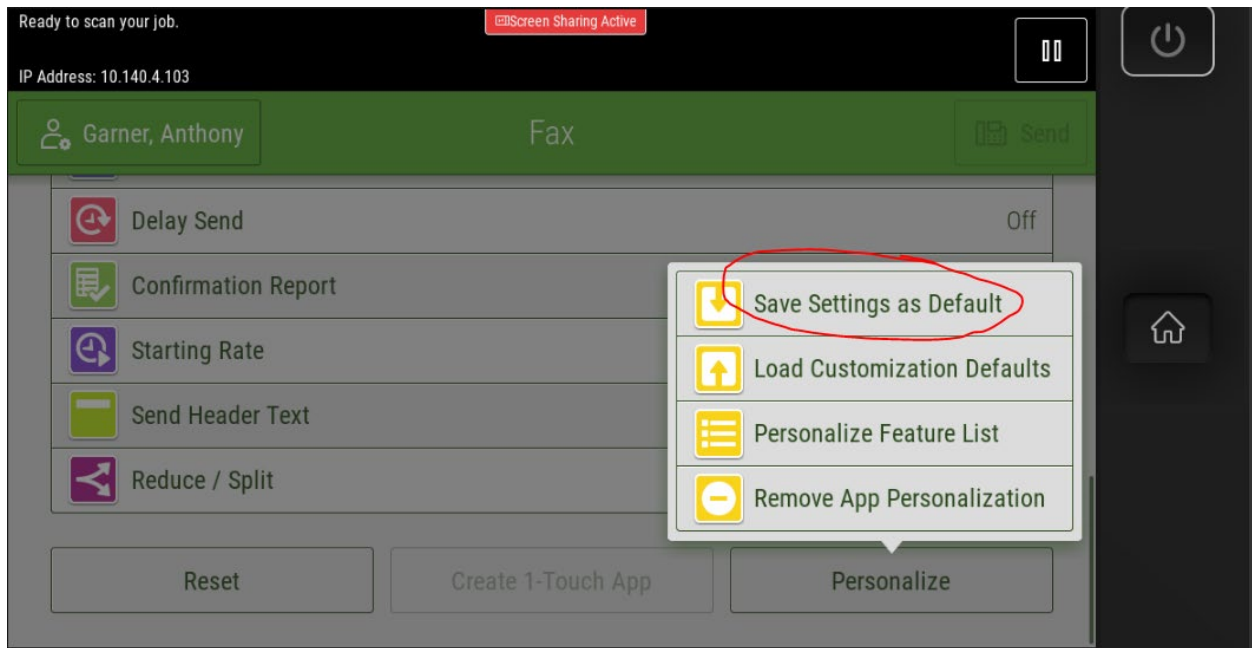 Ready to scan your job.
Screen Sharing Active
IP Address: 10.140.4.103
Garner, Anthony
Fax
Send
Delay Send
Off
Confirmation Report
Starting Rate
Send Header Text
Reduce / Split
Save Settings as Default
Load Customization Defaults
Personalize Feature List
Remove App Personalization
Reset
Create 1-Touch App
Personalize